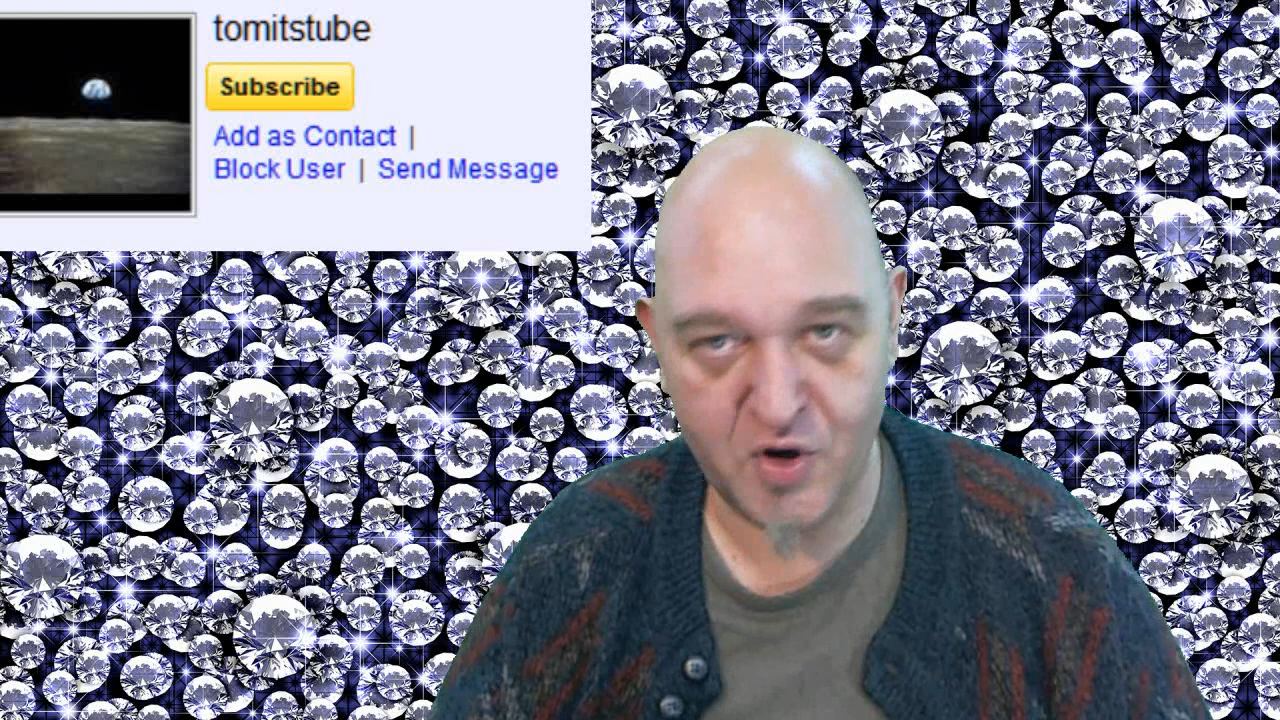 tomitstube
Subscribe
Add as Contact |
Block User | Send Message